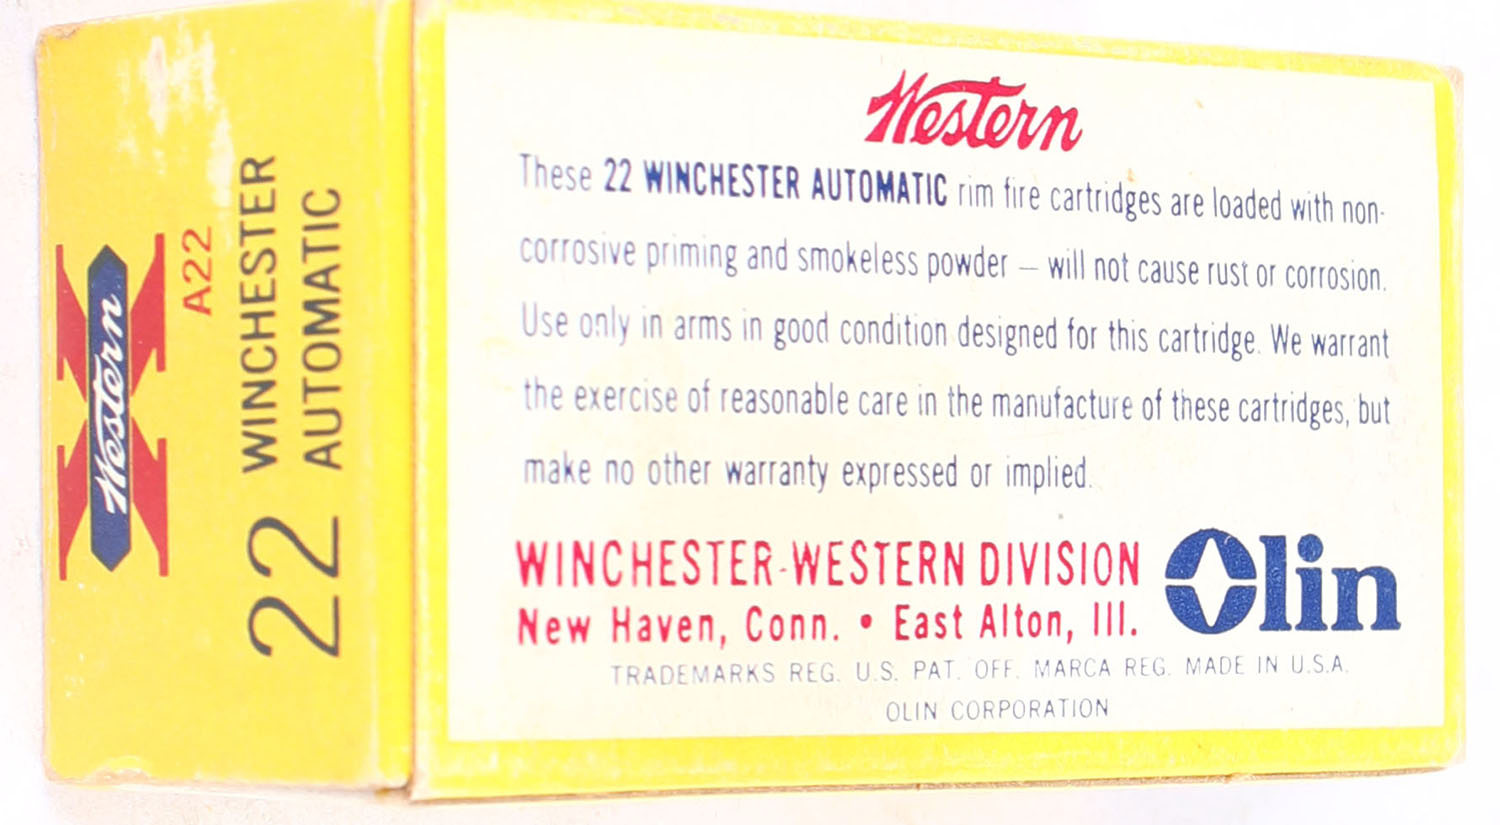 Western
A22
22 WINCHESTER
AUTOMATIC
Western
These 22 WINCHESTER AUTOMATIC rim fire cartridges are loaded with non-
corrosive priming and smokeless powder — will not cause rust or corrosion.
Use only in arms in good condition designed for this cartridge. We warrant
the exercise of reasonable care in the manufacture of these cartridges, but
make no other warranty expressed or implied.
WINCHESTER-WESTERN DIVISION
New Haven, Conn. • East Alton, Ill.
Olin
TRADEMARKS REG. U.S. PAT. OFF. MARCA REG. MADE IN U.S.A.
OLIN CORPORATION